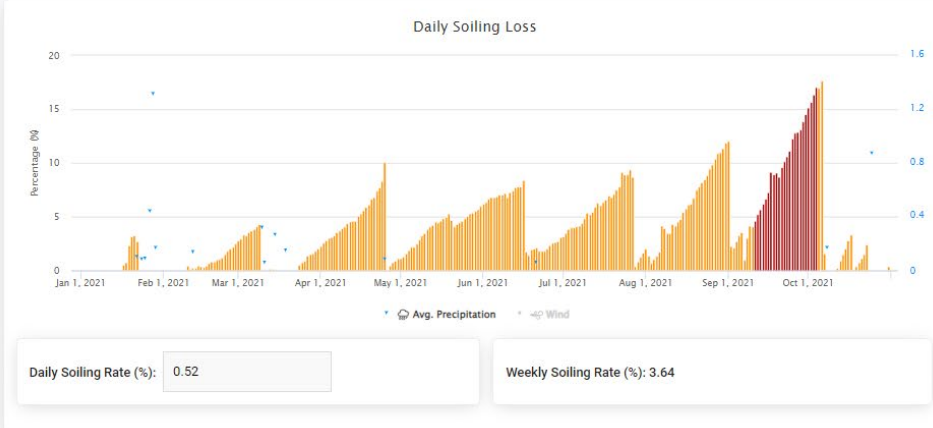 Daily Soiling Loss
20
15
10
5
0
Percentage (%)
1.6
1.2
0.8
0.4
0
Jan 1, 2021 Feb 1, 2021 Mar 1, 2021 Apr 1, 2021 May 1, 2021 Jun 1, 2021 Jul 1, 2021 Aug 1, 2021 Sep 1, 2021 Oct 1, 2021
Avg. Precipitation Wind
Daily Soiling Rate (%): 0.52
Weekly Soiling Rate (%): 3.64